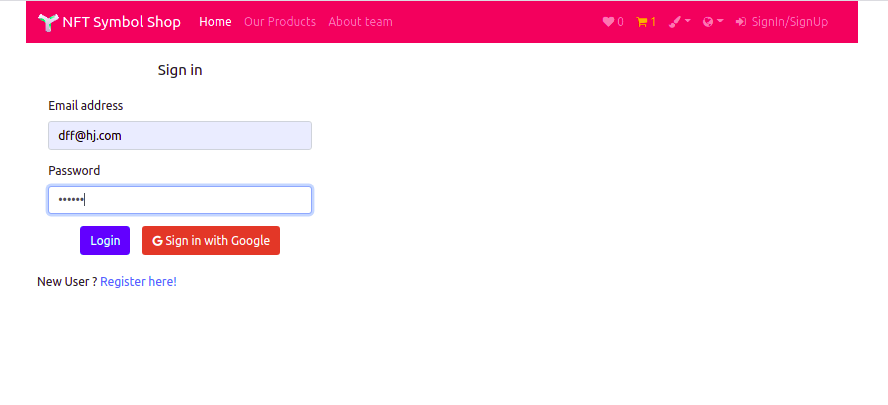 NFT Symbol Shop Home Our Products About team 0 1 SignIn/SignUp
Sign in
Email address
dff@hj.com
Password
••••••
Login G Sign in with Google
New User ? Register here!